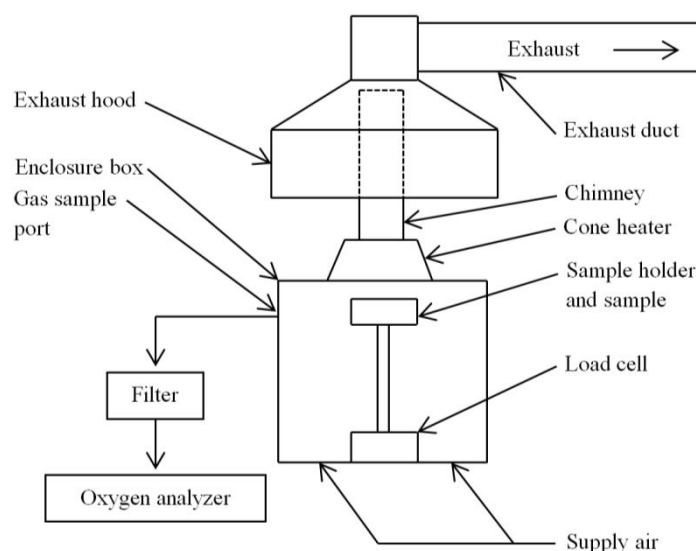 Exhaust
Exhaust hood
Exhaust duct
Enclosure box
Gas sample
port
Chimney
Cone heater
Sample holder
and sample
Load cell
Filter
Oxygen analyzer
Supply air